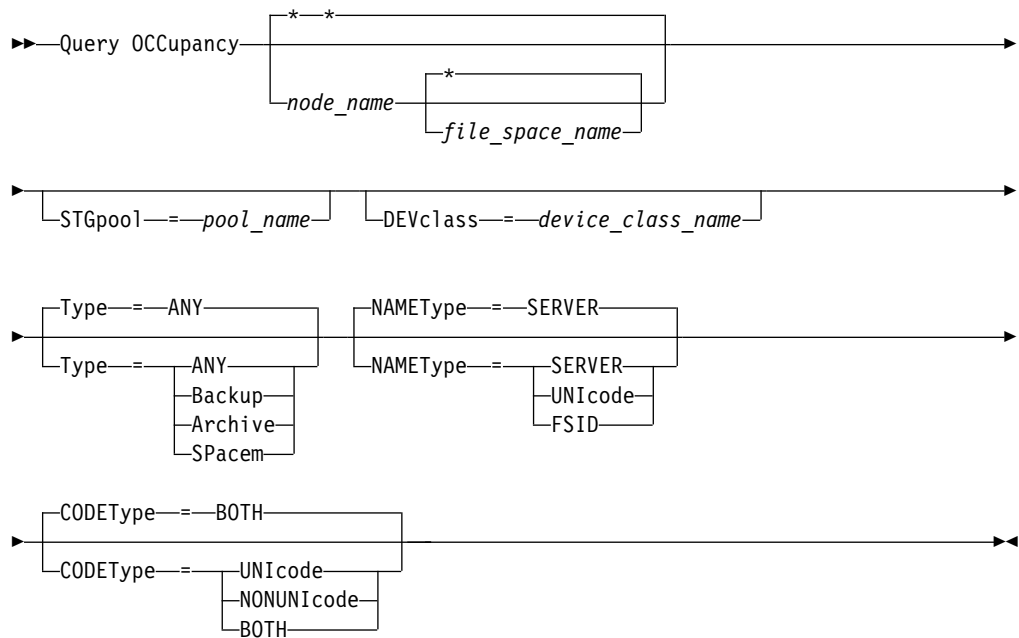 * *
Query OCCupancy
*
node_name
file_space_name
STGpool = pool_name DEVclass = device_class_name
Type = ANY NAMEType = SERVER
Type = ANY NAMEType = SERVER
Backup UNIcode
Archive FSID
SPacem
CODEType = BOTH
CODEType = UNIcode
NONUNIcode
BOTH